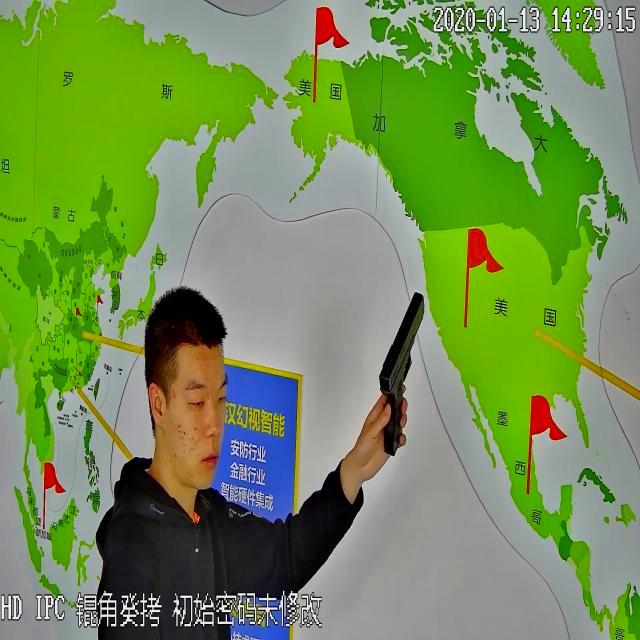 2020-01-13 14:29:15
罗斯
美国
加拿大
坦
蒙古
日
本
美国
墨西哥
汉幻视智能
安防行业
金融行业
智能硬件集成
HD IPC 锟角癸拷 初始密码未修改